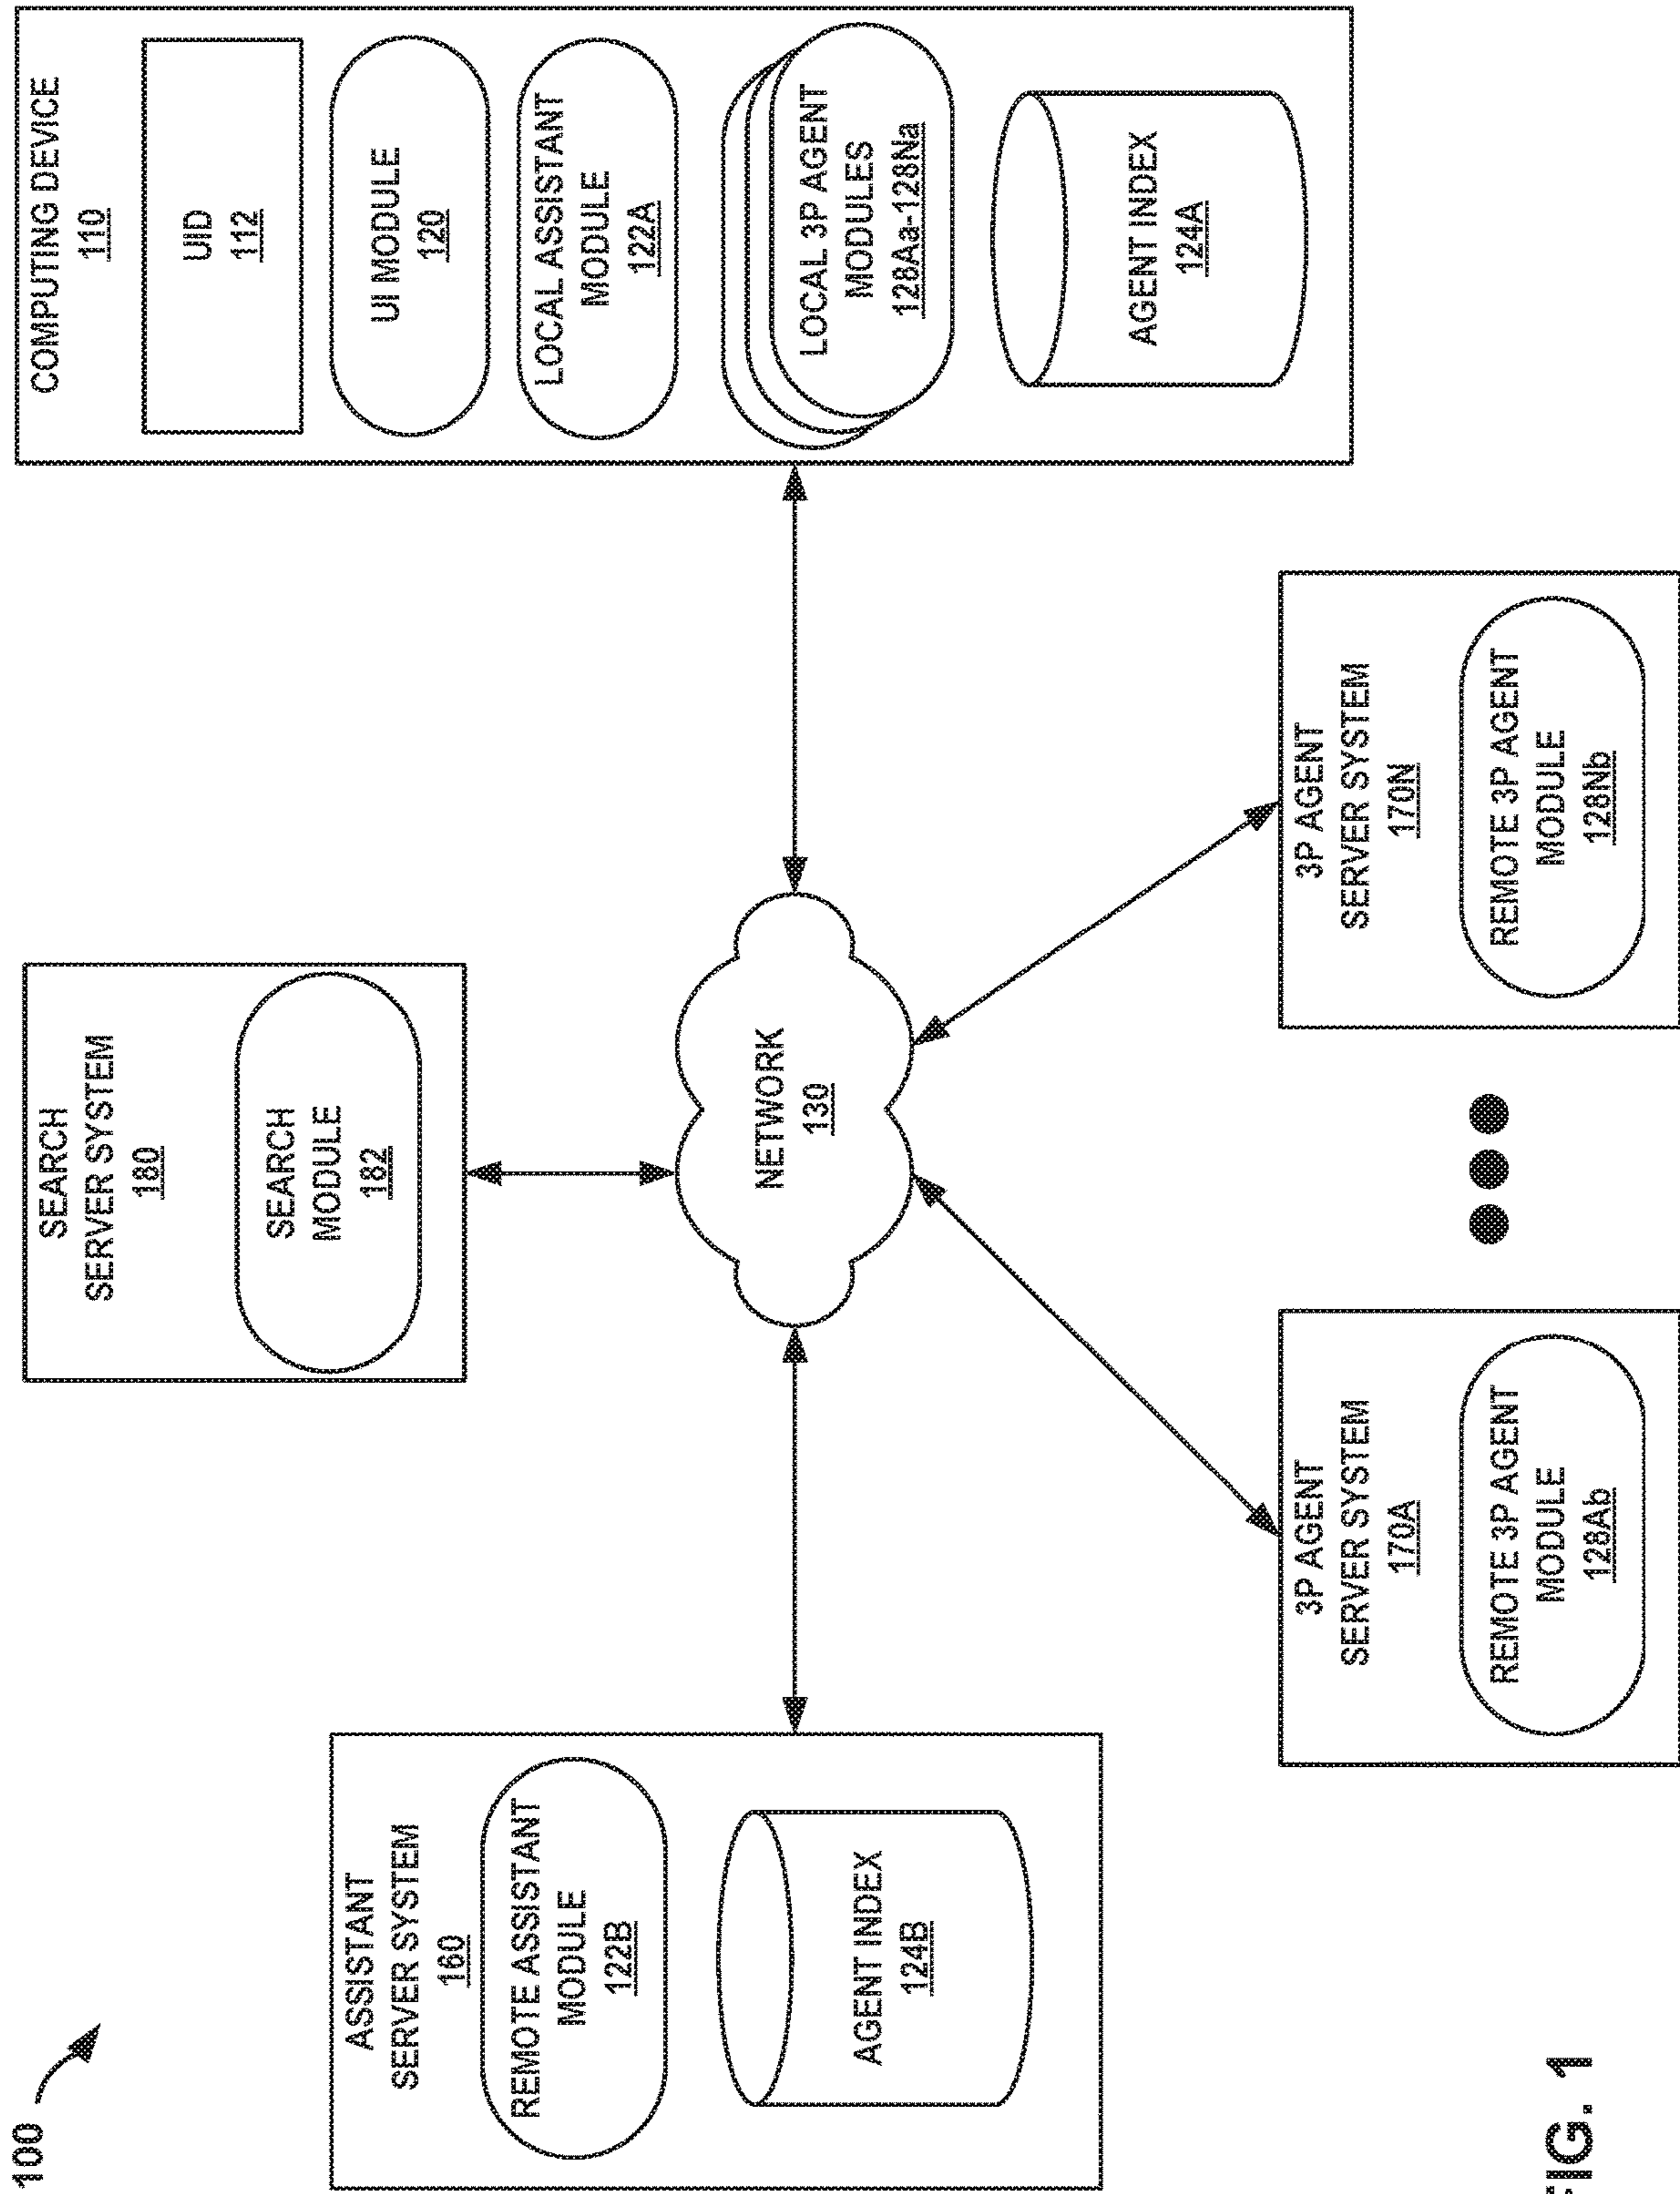 100
ASSISTANT
SERVER SYSTEM
160
REMOTE ASSISTANT
MODULE
122B
AGENT INDEX
124B
SEARCH
SERVER SYSTEM
180
SEARCH
MODULE
182
NETWORK
130
COMPUTING DEVICE
110
UID
112
UI MODULE
120
LOCAL ASSISTANT
MODULE
122A
LOCAL 3P AGENT
MODULES
128Aa-128Na
AGENT INDEX
124A
3P AGENT
SERVER SYSTEM
170A
REMOTE 3P AGENT
MODULE
128Ab
3P AGENT
SERVER SYSTEM
170N
REMOTE 3P AGENT
MODULE
128Nb
FIG. 1